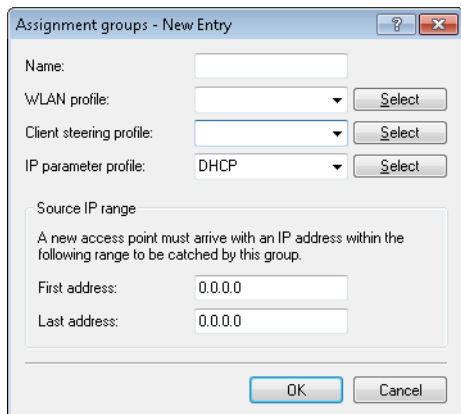 Assignment groups - New Entry
Name:
WLAN profile: Select
Client steering profile: Select
IP parameter profile: DHCP Select
Source IP range
A new access point must arrive with an IP address within the
following range to be catched by this group.
First address: 0.0.0.0
Last address: 0.0.0.0
OK Cancel